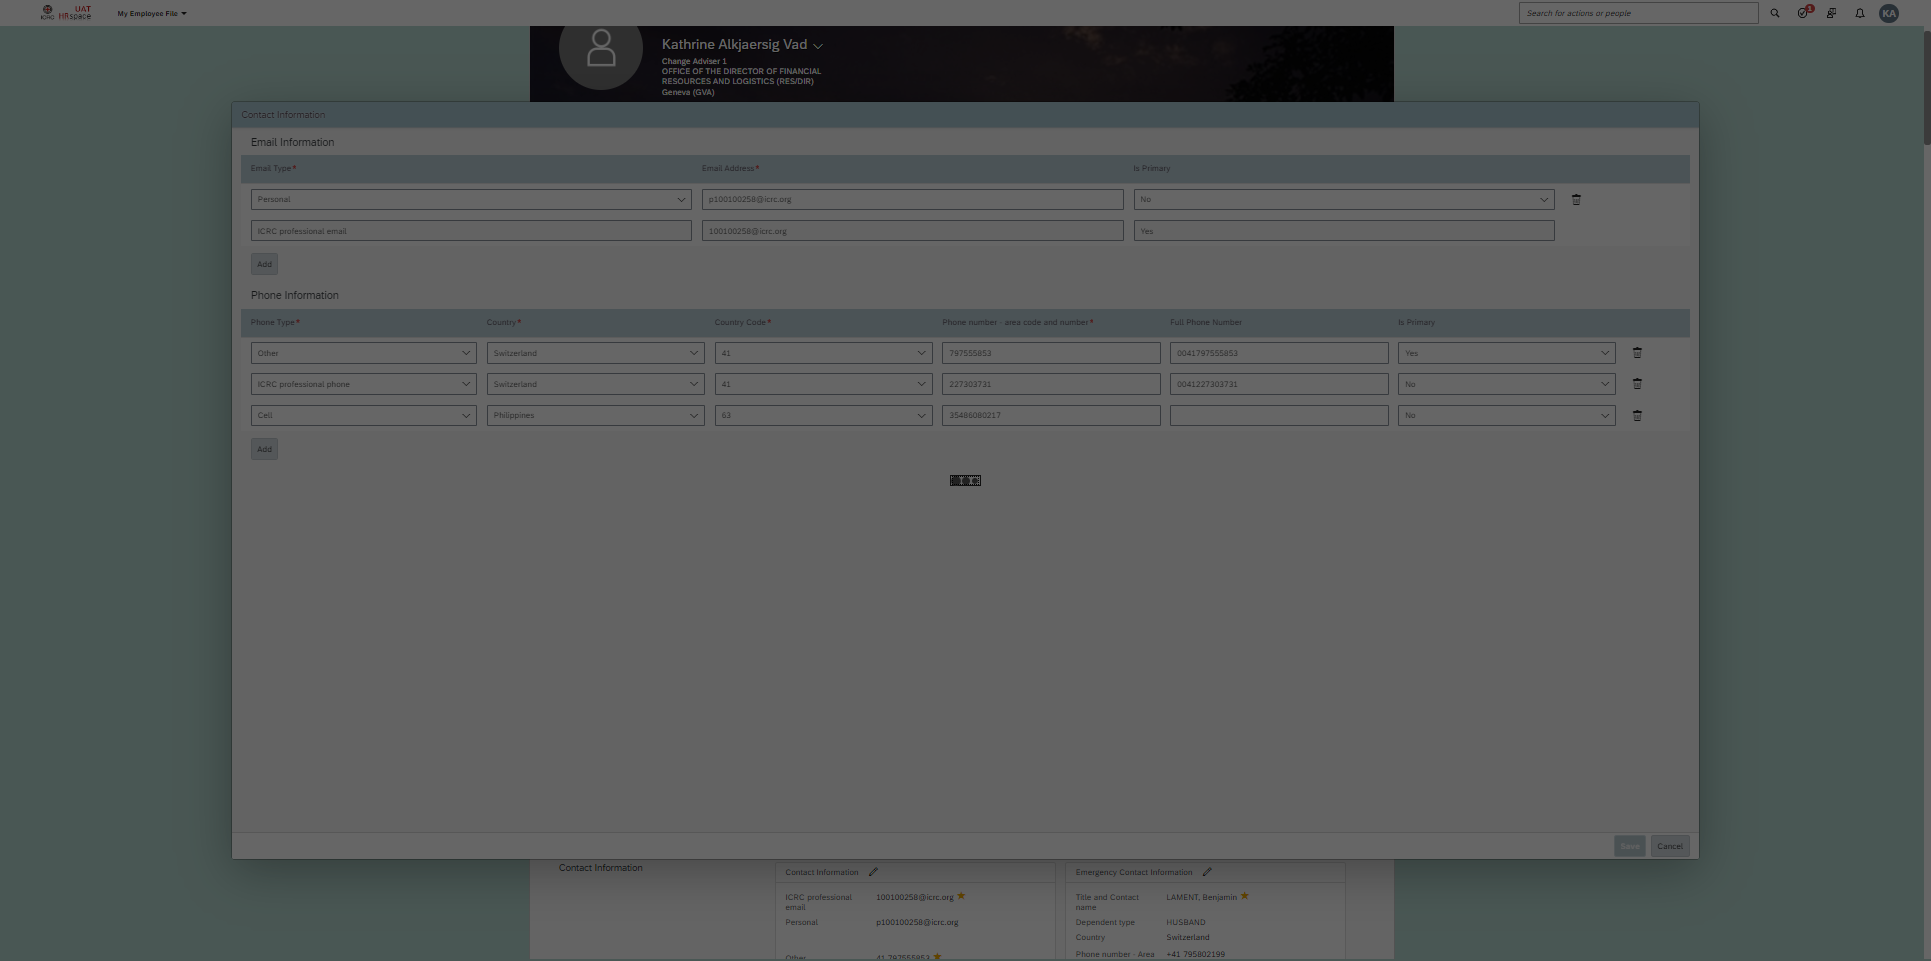 ICRC UAT HRspace
My Employee File
Search for actions or people
1
KA
Kathrine Alkjaersig Vad
Change Adviser 1
OFFICE OF THE DIRECTOR OF FINANCIAL
RESOURCES AND LOGISTICS (RES/DIR)
Geneva (GVA)
Contact Information
Email Information
Email Type* Email Address* Is Primary
Personal p100100258@icrc.org No
ICRC professional email 100100258@icrc.org Yes
Add
Phone Information
Phone Type* Country* Country Code* Phone number - area code and number* Full Phone Number Is Primary
Other Switzerland 41 797555853 0041797555853 Yes
ICRC professional phone Switzerland 41 227303731 0041227303731 No
Cell Philippines 63 35486080217 No
Add
Save Cancel
Contact Information
Contact Information
ICRC professional email 100100258@icrc.org
Personal p100100258@icrc.org
Other 41 797555853
Emergency Contact Information
Title and Contact name LAMENT, Benjamin
Dependent type HUSBAND
Country Switzerland
Phone number - Area +41 795802199